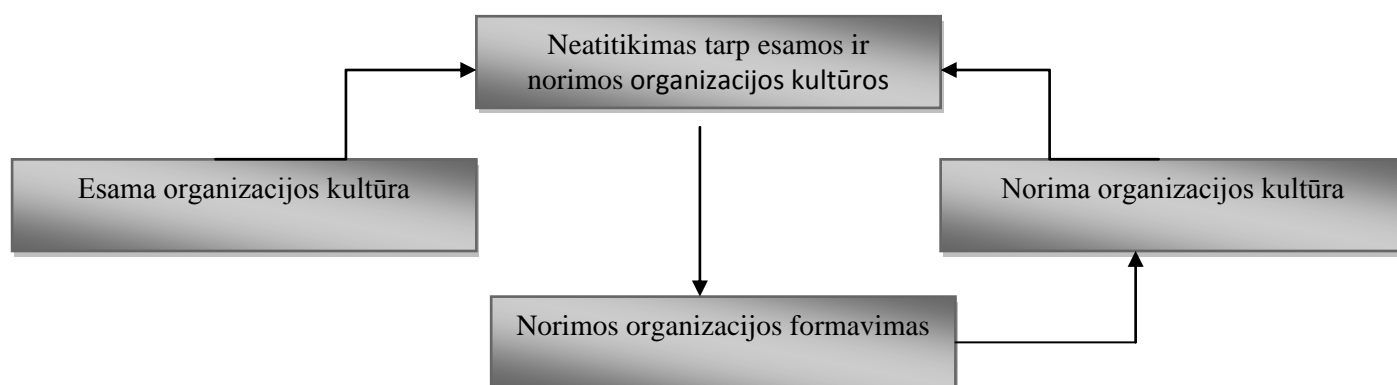 Neatitikimas tarp esamos ir
norimos organizacijos kultūros
Esama organizacijos kultūra
Norima organizacijos kultūra
Norimos organizacijos formavimas